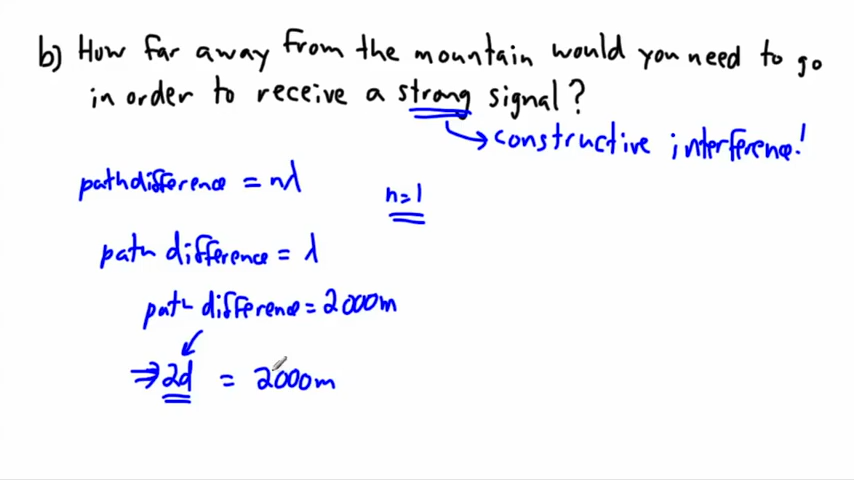 b) How far away from the mountain would you need to go
in order to receive a strong signal?
constructive interference!
path difference = nλ
n=1
path difference = λ
path difference = 2000m
⇒ 2d = 2000m